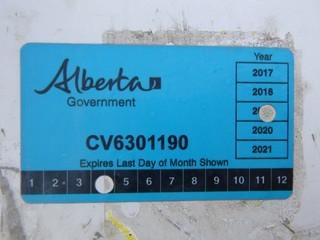 Alberta
Government
Year
2017
2018
2020
2021
CV6301190
Expires Last Day of Month Shown
1 2 3 5 6 7 8 9 10 11 12